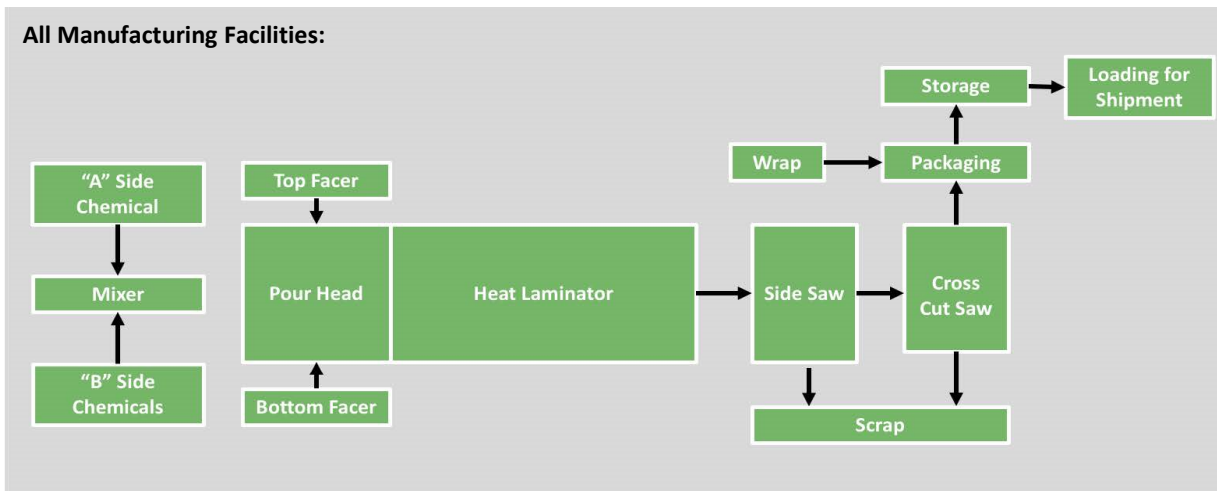 All Manufacturing Facilities:
Storage
Loading for
Shipment
Wrap
Packaging
"A" Side
Chemical
Top Facer
Mixer
Pour Head
Heat Laminator
Side Saw
Cross
Cut Saw
"B" Side
Chemicals
Bottom Facer
Scrap